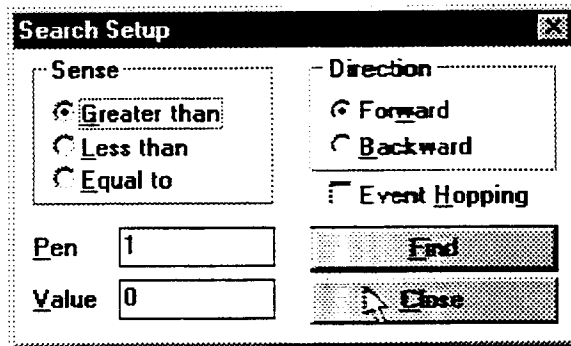 Search Setup
Sense
Greater than
Less than
Equal to
Direction
Forward
Backward
Event Hopping
Pen 1
Value 0
Find
Close